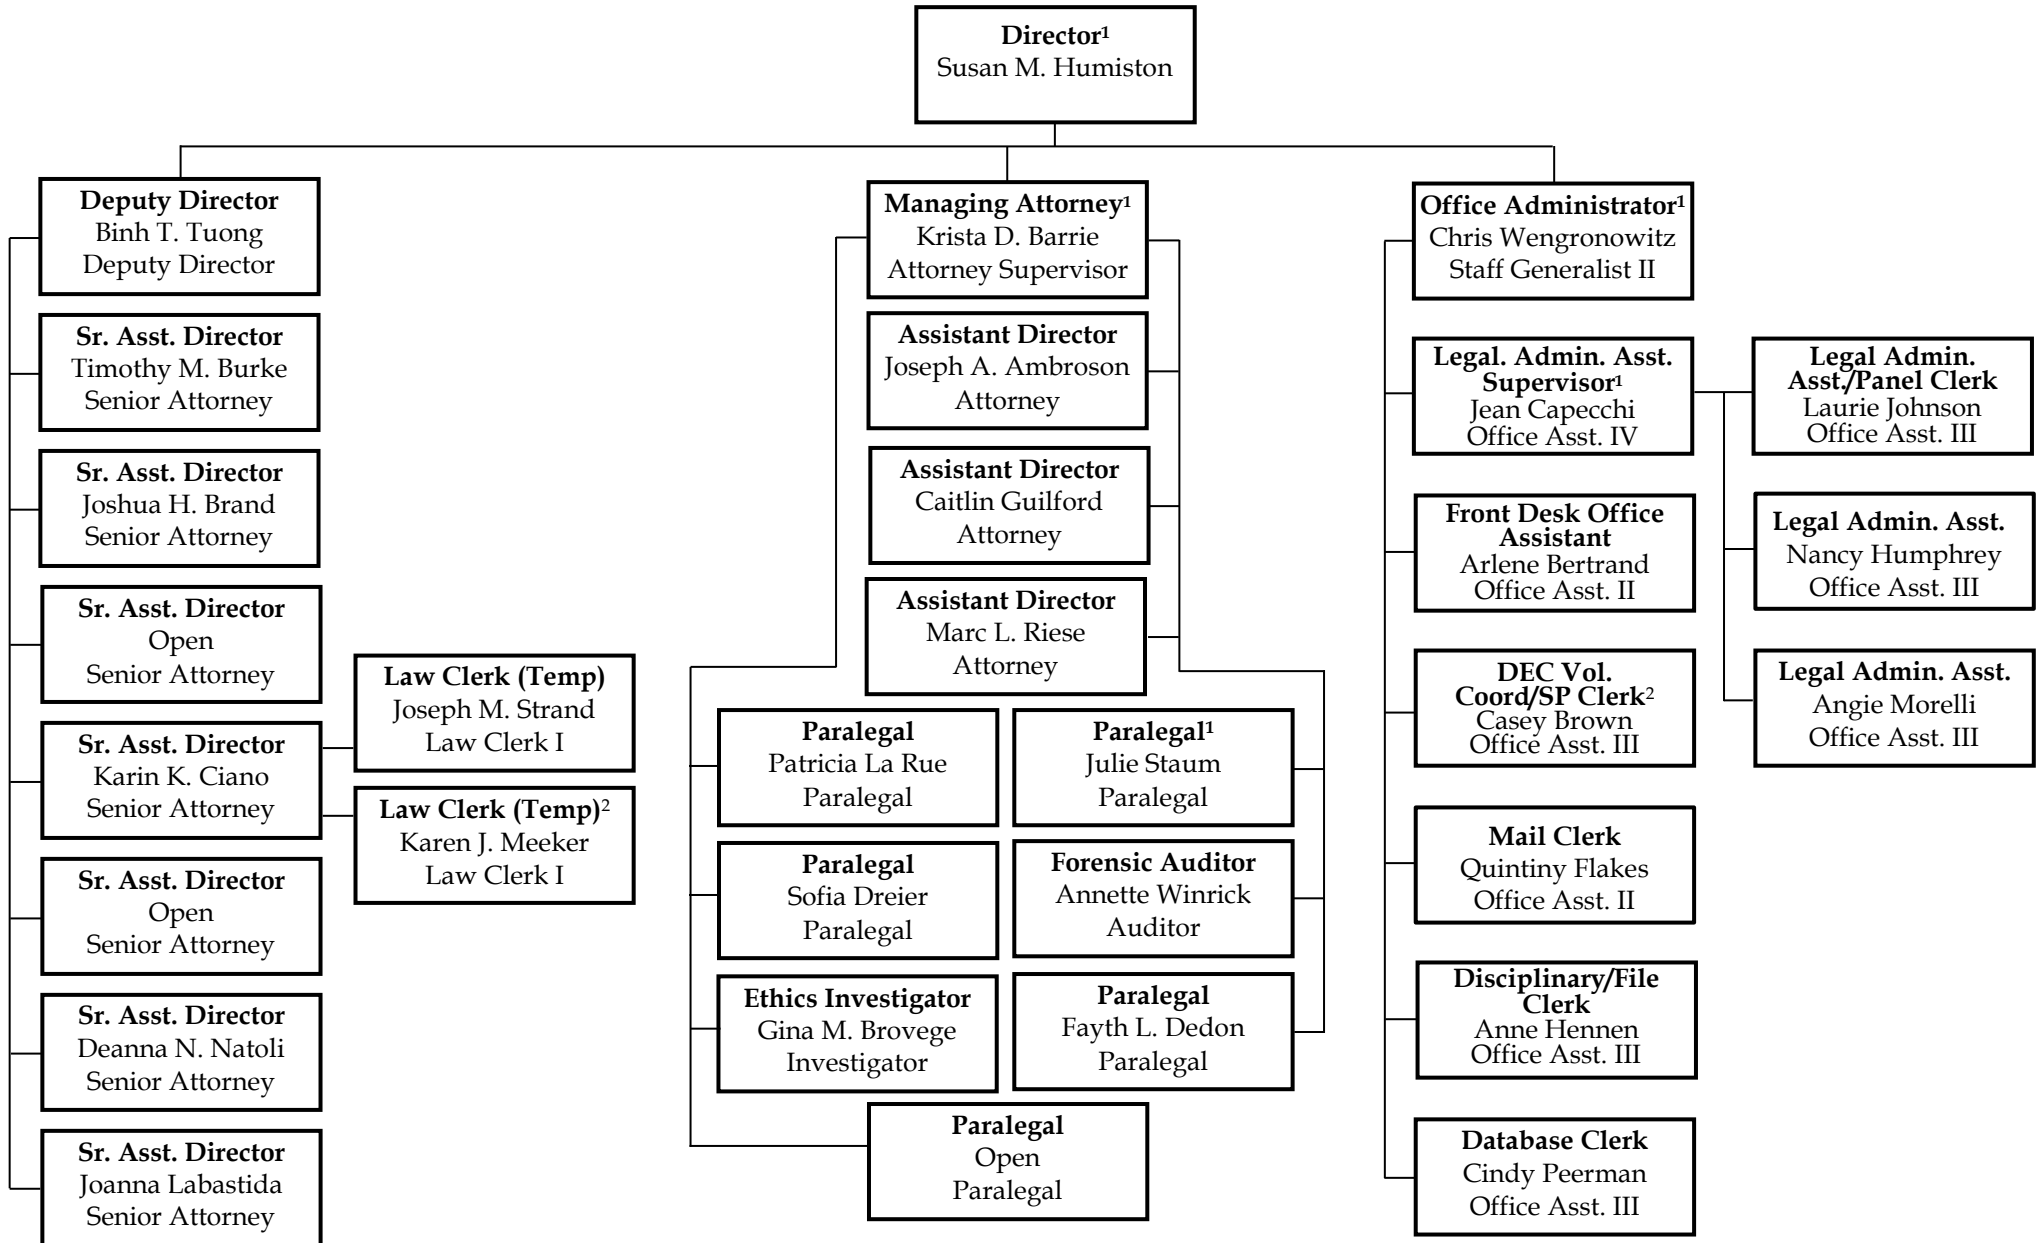 Director¹
Susan M. Humiston
Deputy Director
Binh T. Tuong
Deputy Director
Sr. Asst. Director
Timothy M. Burke
Senior Attorney
Sr. Asst. Director
Joshua H. Brand
Senior Attorney
Sr. Asst. Director
Open
Senior Attorney
Sr. Asst. Director
Karin K. Ciano
Senior Attorney
Law Clerk (Temp)
Joseph M. Strand
Law Clerk I
Law Clerk (Temp)²
Karen J. Meeker
Law Clerk I
Sr. Asst. Director
Open
Senior Attorney
Sr. Asst. Director
Deanna N. Natoli
Senior Attorney
Sr. Asst. Director
Joanna Labastida
Senior Attorney
Managing Attorney¹
Krista D. Barrie
Attorney Supervisor
Assistant Director
Joseph A. Ambroson
Attorney
Assistant Director
Caitlin Guilford
Attorney
Assistant Director
Marc L. Riese
Attorney
Paralegal
Patricia La Rue
Paralegal
Paralegal¹
Julie Staum
Paralegal
Paralegal
Sofia Dreier
Paralegal
Forensic Auditor
Annette Winrick
Auditor
Ethics Investigator
Gina M. Brovege
Investigator
Paralegal
Fayth L. Dedon
Paralegal
Paralegal
Open
Paralegal
Office Administrator¹
Chris Wengronowitz
Staff Generalist II
Legal. Admin. Asst.
Supervisor¹
Jean Capecchi
Office Asst. IV
Legal Admin.
Asst./Panel Clerk
Laurie Johnson
Office Asst. III
Legal Admin. Asst.
Nancy Humphrey
Office Asst. III
Legal Admin. Asst.
Angie Morelli
Office Asst. III
Front Desk Office
Assistant
Arlene Bertrand
Office Asst. II
DEC Vol.
Coord/SP Clerk²
Casey Brown
Office Asst. III
Mail Clerk
Quintiny Flakes
Office Asst. II
Disciplinary/File
Clerk
Anne Hennen
Office Asst. III
Database Clerk
Cindy Peerman
Office Asst. III